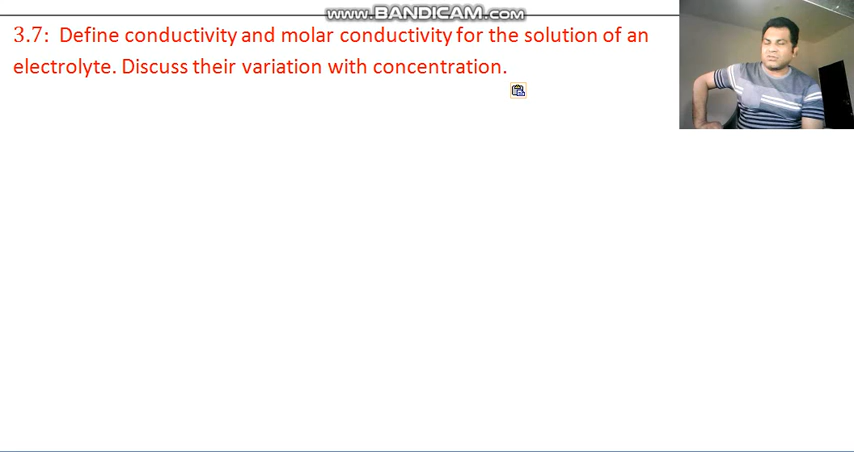 www.BANDICAM.com
3.7: Define conductivity and molar conductivity for the solution of an
electrolyte. Discuss their variation with concentration.